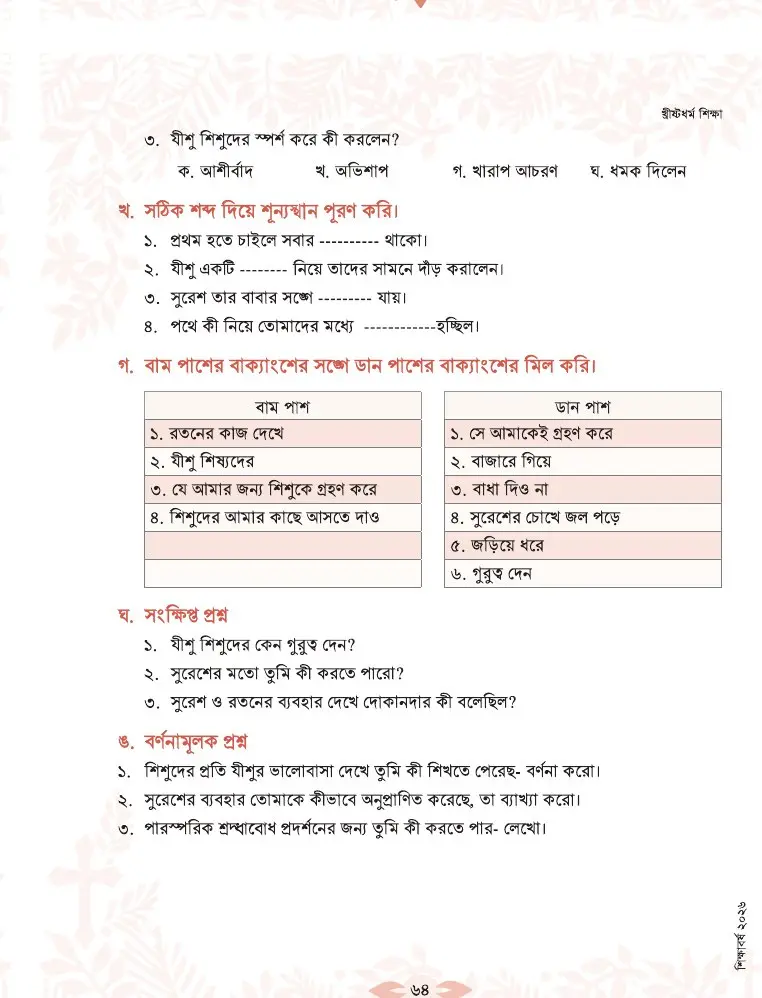 খ্রীষ্টধর্ম শিক্ষা
৩. যীশু শিশুদের স্পর্শ করে কী করলেন?
ক. আশীর্বাদ খ. অভিশাপ গ. খারাপ আচরণ ঘ. ধমক দিলেন
খ. সঠিক শব্দ দিয়ে শূন্যস্থান পূরণ করি।
১. প্রথম হতে চাইলে সবার ---------- থাকো।
২. যীশু একটি -------- নিয়ে তাদের সামনে দাঁড় করালেন।
৩. সুরেশ তার বাবার সঙ্গে --------- যায়।
৪. পথে কী নিয়ে তোমাদের মধ্যে ------------হচ্ছিল।
গ. বাম পাশের বাক্যাংশের সঙ্গে ডান পাশের বাক্যাংশের মিল করি।
বাম পাশ ডান পাশ
১. রতনের কাজ দেখে ১. সে আমাকেই গ্রহণ করে
২. যীশু শিষ্যদের ২. বাজারে গিয়ে
৩. যে আমার জন্য শিশুকে গ্রহণ করে ৩. বাধা দিও না
৪. শিশুদের আমার কাছে আসতে দাও ৪. সুরেশের চোখে জল পড়ে
৫. জড়িয়ে ধরে
৬. গুরুত্ব দেন
ঘ. সংক্ষিপ্ত প্রশ্ন
১. যীশু শিশুদের কেন গুরুত্ব দেন?
২. সুরেশের মতো তুমি কী করতে পারো?
৩. সুরেশ ও রতনের ব্যবহার দেখে দোকানদার কী বলেছিল?
ঙ. বর্ণনামূলক প্রশ্ন
১. শিশুদের প্রতি যীশুর ভালোবাসা দেখে তুমি কী শিখতে পেরেছ- বর্ণনা করো।
২. সুরেশের ব্যবহার তোমাকে কীভাবে অনুপ্রাণিত করেছে, তা ব্যাখ্যা করো।
৩. পারস্পরিক শ্রদ্ধাবোধ প্রদর্শনের জন্য তুমি কী করতে পার- লেখো।
শিক্ষাবর্ষ ২০২৬
৬৪